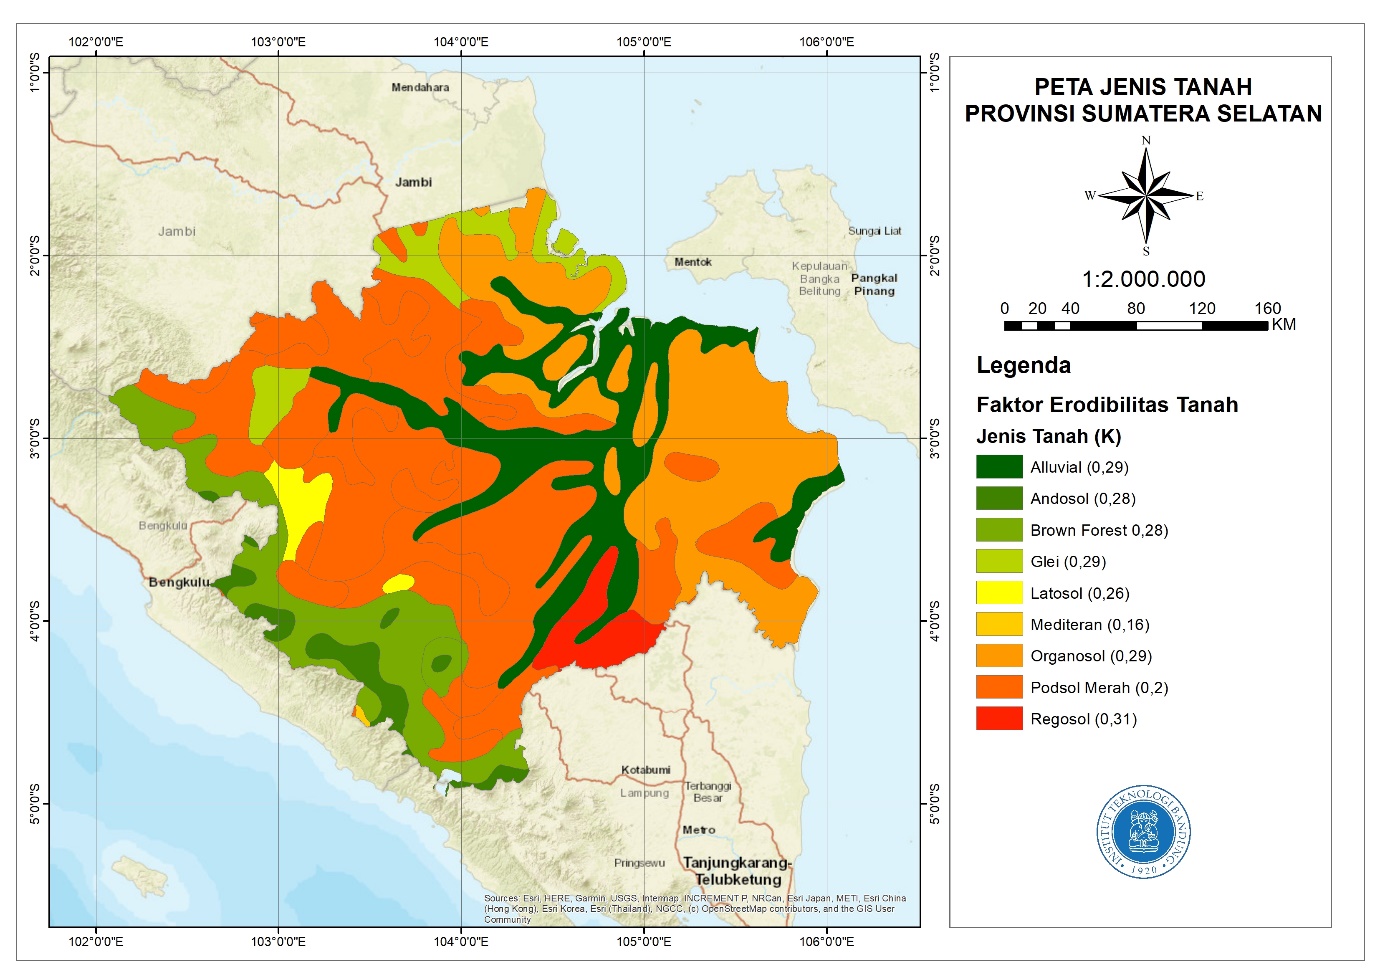 102°0'0"E 103°0'0"E 104°0'0"E 105°0'0"E 106°0'0"E
1°0'0"S 1°0'0"S
2°0'0"S 2°0'0"S
3°0'0"S 3°0'0"S
4°0'0"S 4°0'0"S
5°0'0"S 5°0'0"S
Mendahara
Jambi
Jambi
Sungai Liat
Mentok
Kepulauan
Bangka
Belitung
Pangkal
Pinang
Bengkulu
Bengkulu
Kotabumi
Lampung
Terbanggi
Besar
Metro
Pringsewu
Tanjungkarang-
Telubketung
Sources: Esri, HERE, Garmin, USGS, Intermap, INCREMENT P, NRCan, Esri Japan, METI, Esri China
(Hong Kong), Esri Korea, Esri (Thailand), NGCC, (c) OpenStreetMap contributors, and the GIS User
Community
102°0'0"E 103°0'0"E 104°0'0"E 105°0'0"E 106°0'0"E
PETA JENIS TANAH
PROVINSI SUMATERA SELATAN
N
W E
S
1:2.000.000
0 20 40 80 120 160
KM
Legenda
Faktor Erodibilitas Tanah
Jenis Tanah (K)
Alluvial (0,29)
Andosol (0,28)
Brown Forest 0,28)
Glei (0,29)
Latosol (0,26)
Mediteran (0,16)
Organosol (0,29)
Podsol Merah (0,2)
Regosol (0,31)
INSTITUT TEKNOLOGI BANDUNG
1920